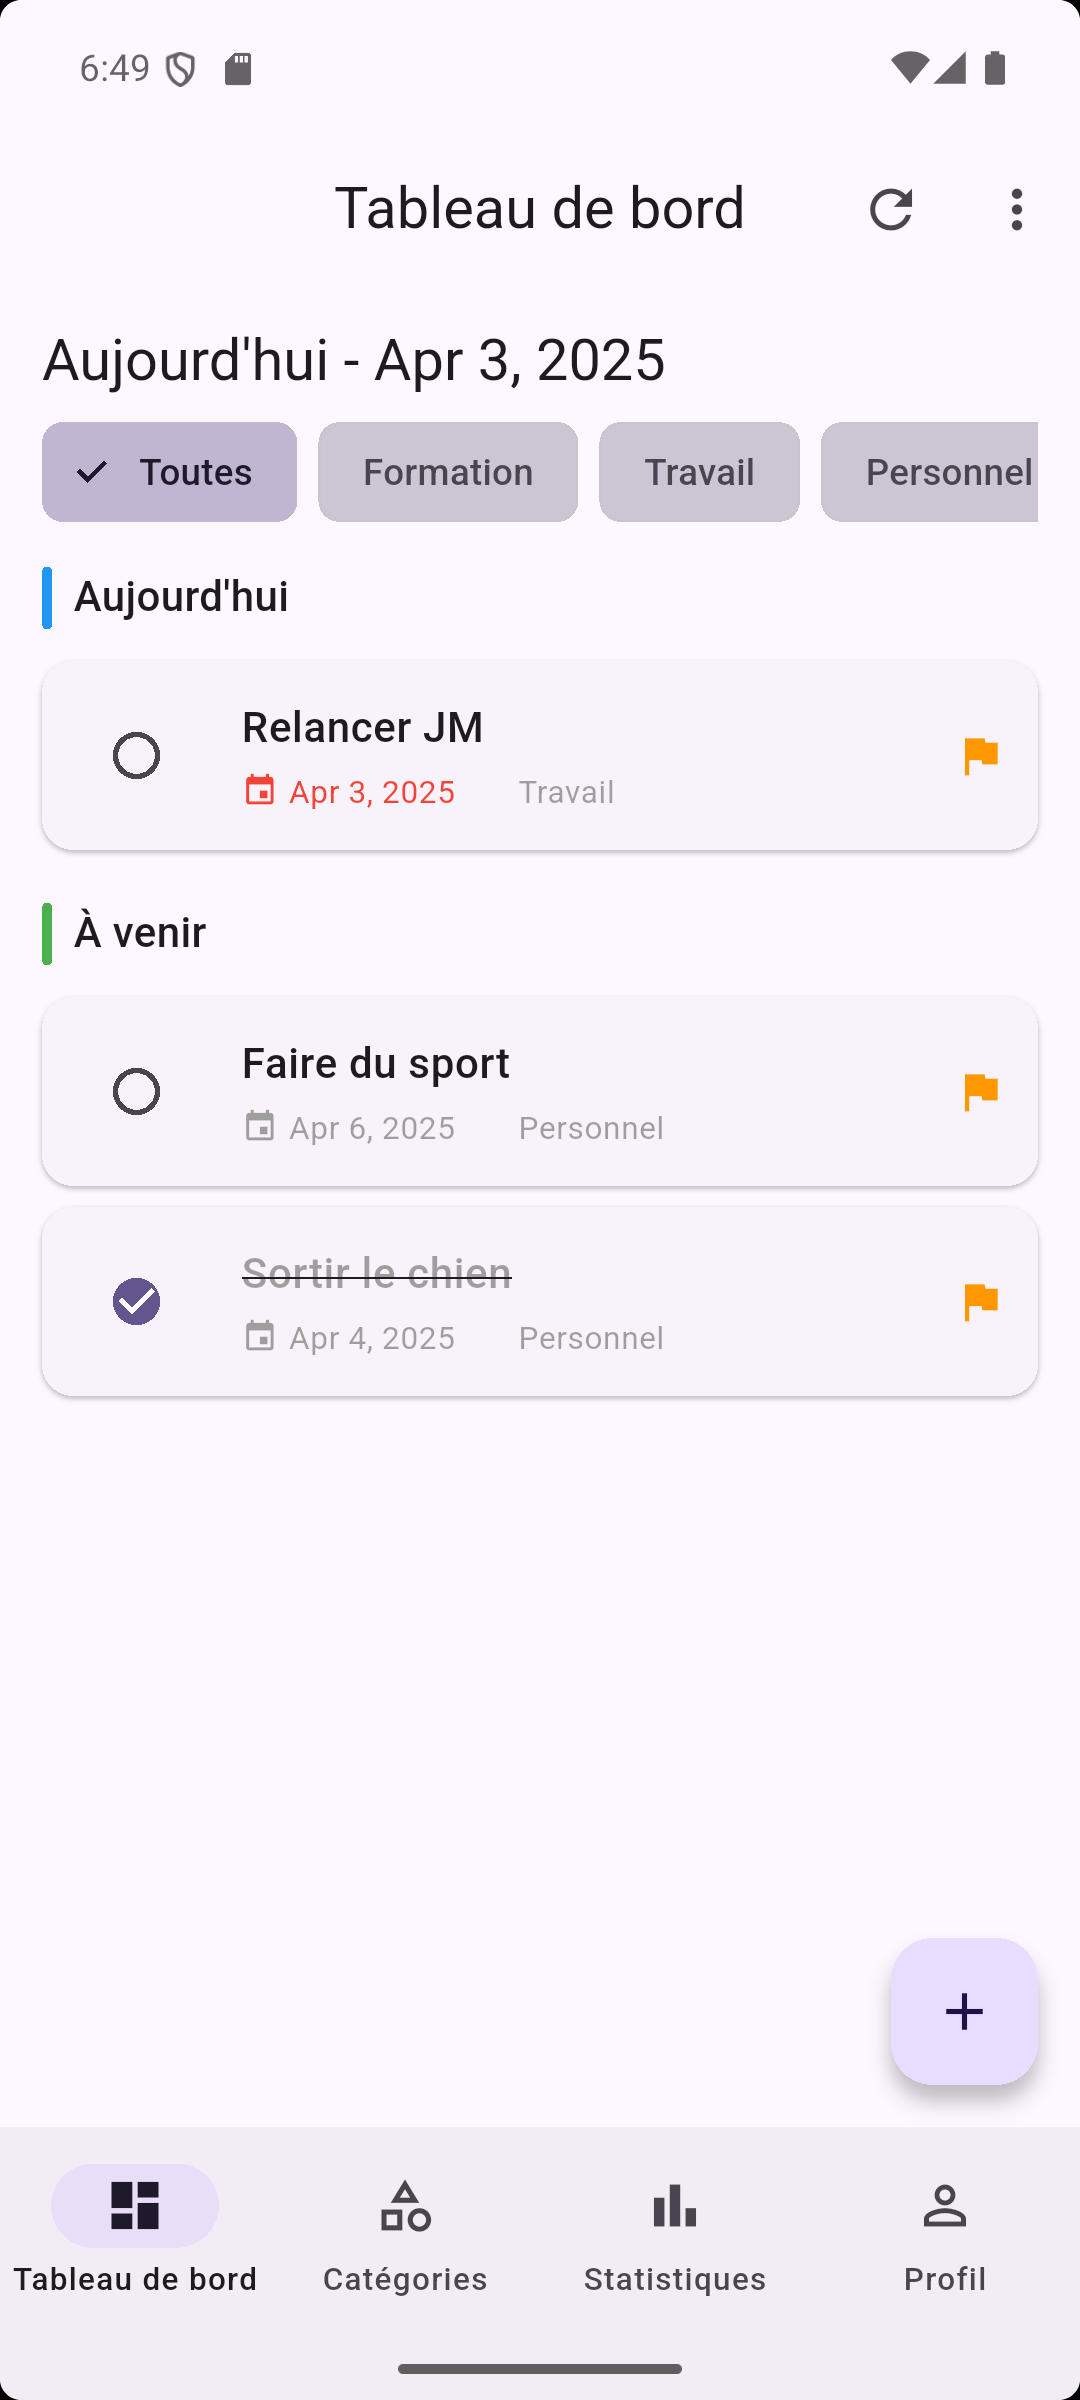 6:49
Tableau de bord
Aujourd'hui - Apr 3, 2025
Toutes Formation Travail Personnel
Aujourd'hui
Relancer JM
Apr 3, 2025 Travail
À venir
Faire du sport
Apr 6, 2025 Personnel
Sortir le chien
Apr 4, 2025 Personnel
Tableau de bord Catégories Statistiques Profil